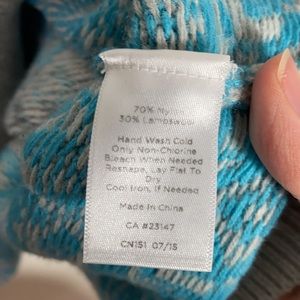 70% Nylon
30% Lambswool
Hand Wash Cold
Only Non-Chlorine
Bleach When Needed
Reshape, Lay Flat To
Dry
Cool Iron, If Needed
Made In China
CA #23147
CN151 07/15